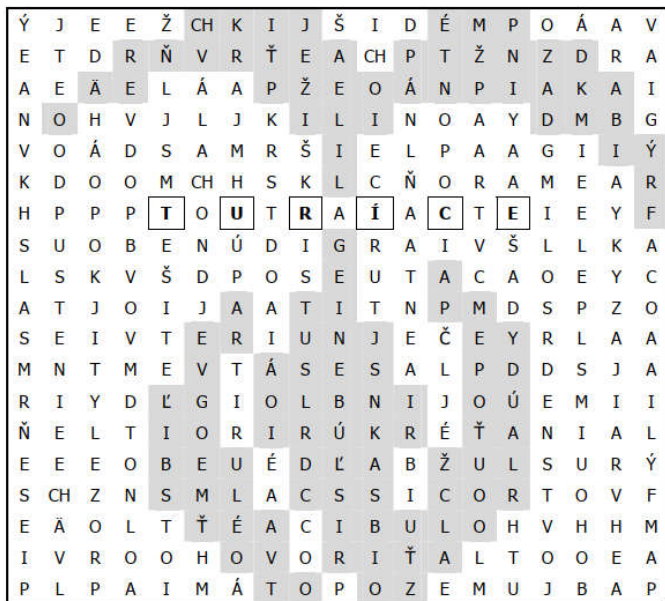 Ý J E E Ž CH K I J Š I D É M P O Á A V
E T D R Ň V R Ť E A CH P T Ž N Z D R A
A E Ä E L Á A P Ž E O Á N P I A K A I
N O H V J L J K I L I N O A Y D M B G
V O Á D S A M R Š I E L P A A G I I Ý
K D O O M CH H S K L C Ň O R A M E A R
H P P P T O U T R A Í A C T E I E Y F
S U O B E N Ú D I G R A I V Š L L K A
L S K V Š D P O S E U T A C A O E Y C
A T J O I J A A T I T N P M D S P Z O
S E I V T E R I U N J E Č E Y R L A A
M N T M E V T Á S E S A L P D D S J A
R I Y D Ľ G I O L B N I J O Ú E M I I
Ň E L T I O R I R Ú K R É Ť A N I A L
E E E O B E U É D Ľ A B Ž U L S U R Ý
S CH Z N S M L A C S S I C O R T O V F
E Ä O L T Ť É A C I B U L O H V H H M
I V R O O H O V O R I Ť A L T O O E A
P L P A I M Á T O P O Z E M U J B A P